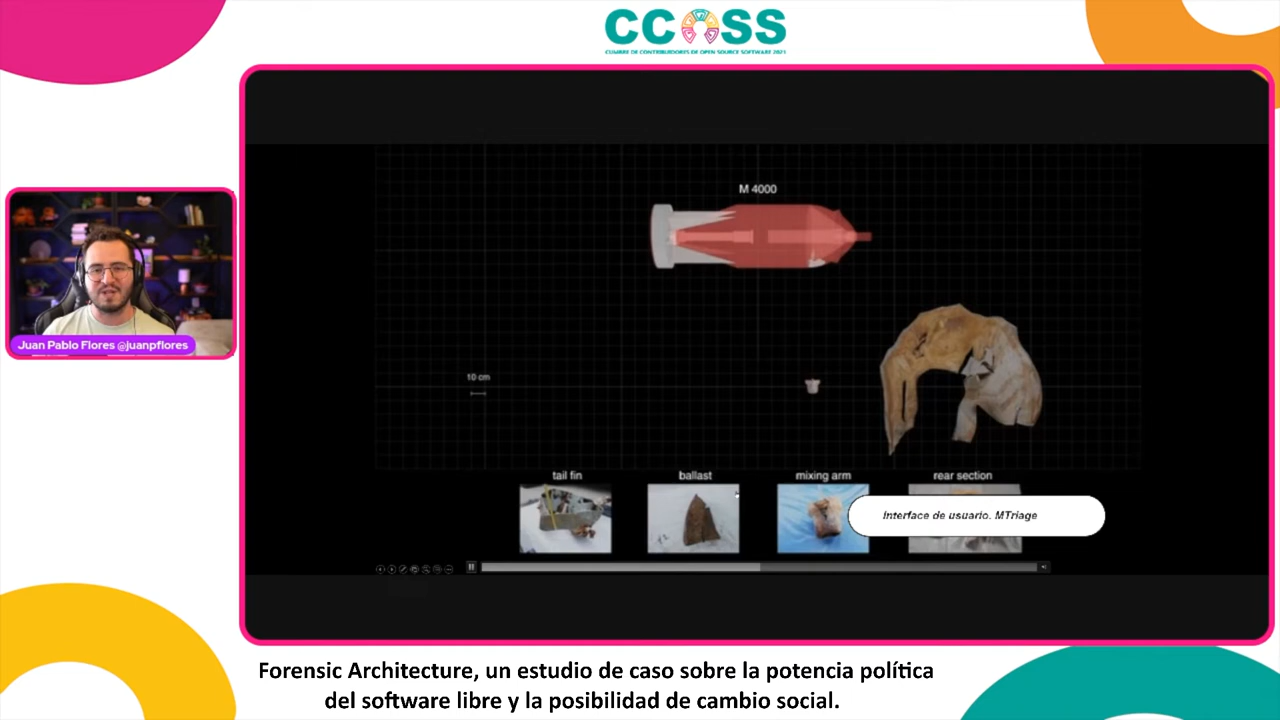 CCOSS
CUMBRE DE CONTRIBUIDORES DE OPEN SOURCE SOFTWARE 2021
M 4000
10 cm
tail fin
ballast
mixing arm
rear section
Interface de usuario. MTriage
Juan Pablo Flores @juanpflores
Forensic Architecture, un estudio de caso sobre la potencia política
del software libre y la posibilidad de cambio social.